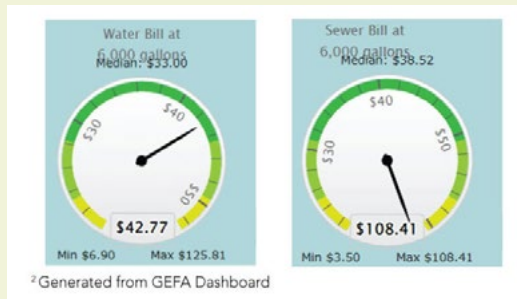 Water Bill at
6,000 gallons
Median: $33.00
$30
$40
$50
$42.77
Min $6.90 Max $125.81
Sewer Bill at
6,000 gallons
Median: $38.52
$30
$40
$50
$108.41
Min $3.50 Max $108.41
² Generated from GEFA Dashboard